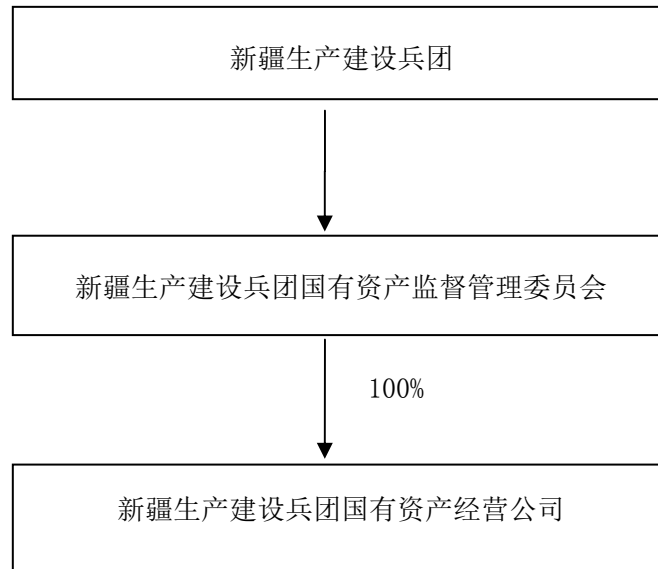 新疆生产建设兵团
新疆生产建设兵团国有资产监督管理委员会
100%
新疆生产建设兵团国有资产经营公司